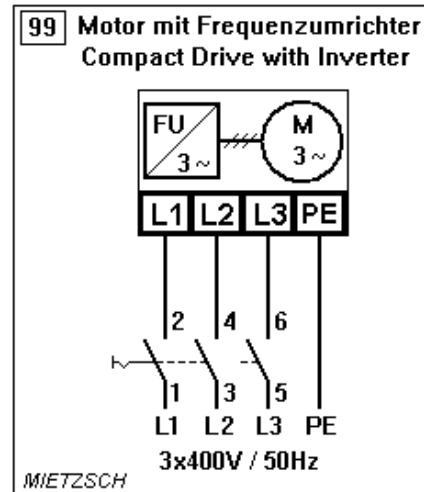 99 Motor mit Frequenzumrichter
Compact Drive with Inverter
FU M
3~ 3~
L1 L2 L3 PE
2 4 6
1 3 5
L1 L2 L3 PE
3x400V / 50Hz
MIETZSCH